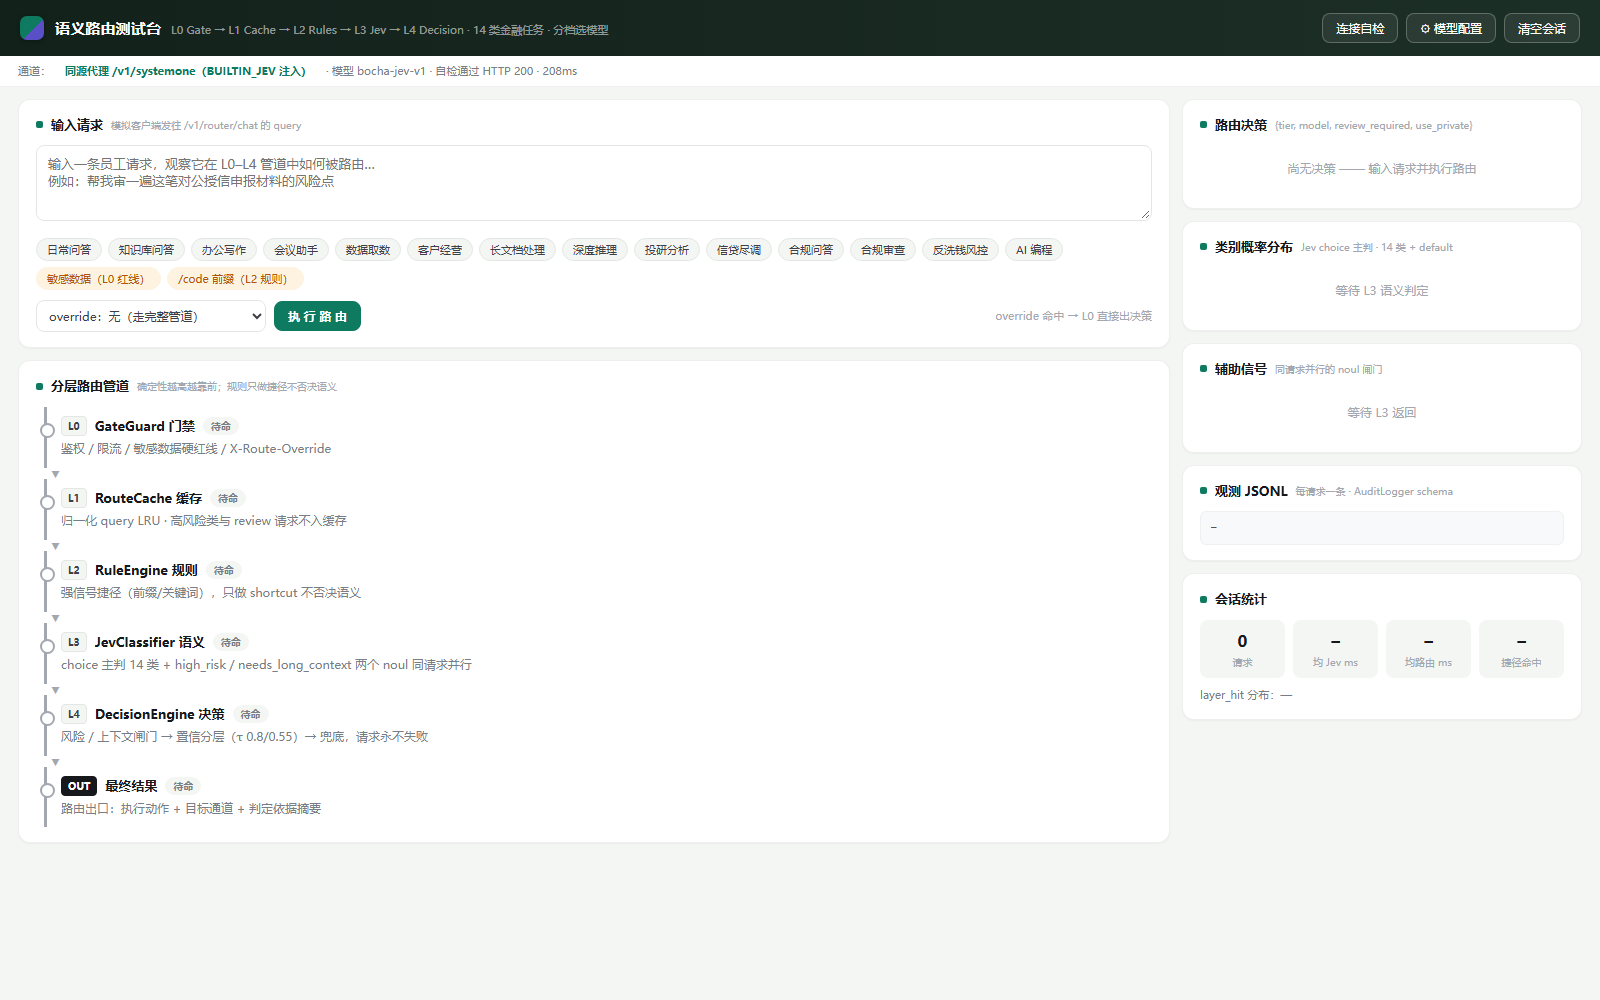 语义路由测试台 L0 Gate → L1 Cache → L2 Rules → L3 Jev → L4 Decision · 14 类金融任务 · 分档选模型
连接自检 ⚙ 模型配置 清空会话
通道： 同源代理 /v1/systemone（BUILTIN_JEV 注入） · 模型 bocha-jev-v1 · 自检通过 HTTP 200 · 208ms
输入请求 模拟客户端发往 /v1/router/chat 的 query
输入一条员工请求，观察它在 L0–L4 管道中如何被路由...
例如：帮我审一遍这笔对公授信申报材料的风险点
日常问答 知识库问答 办公写作 会议助手 数据取数 客户经营 长文档处理 深度推理 投研分析 信贷尽调 合规问答 合规审查 反洗钱风控 AI 编程
敏感数据（L0 红线） /code 前缀（L2 规则）
override：无（走完整管道） 执行路由 override 命中 → L0 直接出决策
分层路由管道 确定性越高越靠前；规则只做捷径不否决语义
L0 GateGuard 门禁 待命
鉴权 / 限流 / 敏感数据硬红线 / X-Route-Override
▼
L1 RouteCache 缓存 待命
归一化 query LRU · 高风险类与 review 请求不入缓存
▼
L2 RuleEngine 规则 待命
强信号捷径（前缀/关键词），只做 shortcut 不否决语义
▼
L3 JevClassifier 语义 待命
choice 主判 14 类 + high_risk / needs_long_context 两个 noul 同请求并行
▼
L4 DecisionEngine 决策 待命
风险 / 上下文闸门 → 置信分层（τ 0.8/0.55）→ 兜底，请求永不失败
▼
OUT 最终结果 待命
路由出口：执行动作 + 目标通道 + 判定依据摘要
路由决策 {tier, model, review_required, use_private}
尚无决策 —— 输入请求并执行路由
类别概率分布 Jev choice 主判 · 14 类 + default
等待 L3 语义判定
辅助信号 同请求并行的 noul 闸门
等待 L3 返回
观测 JSONL 每请求一条 · AuditLogger schema
–
会话统计
0 – – –
请求 均 Jev ms 均路由 ms 捷径命中
layer_hit 分布：—